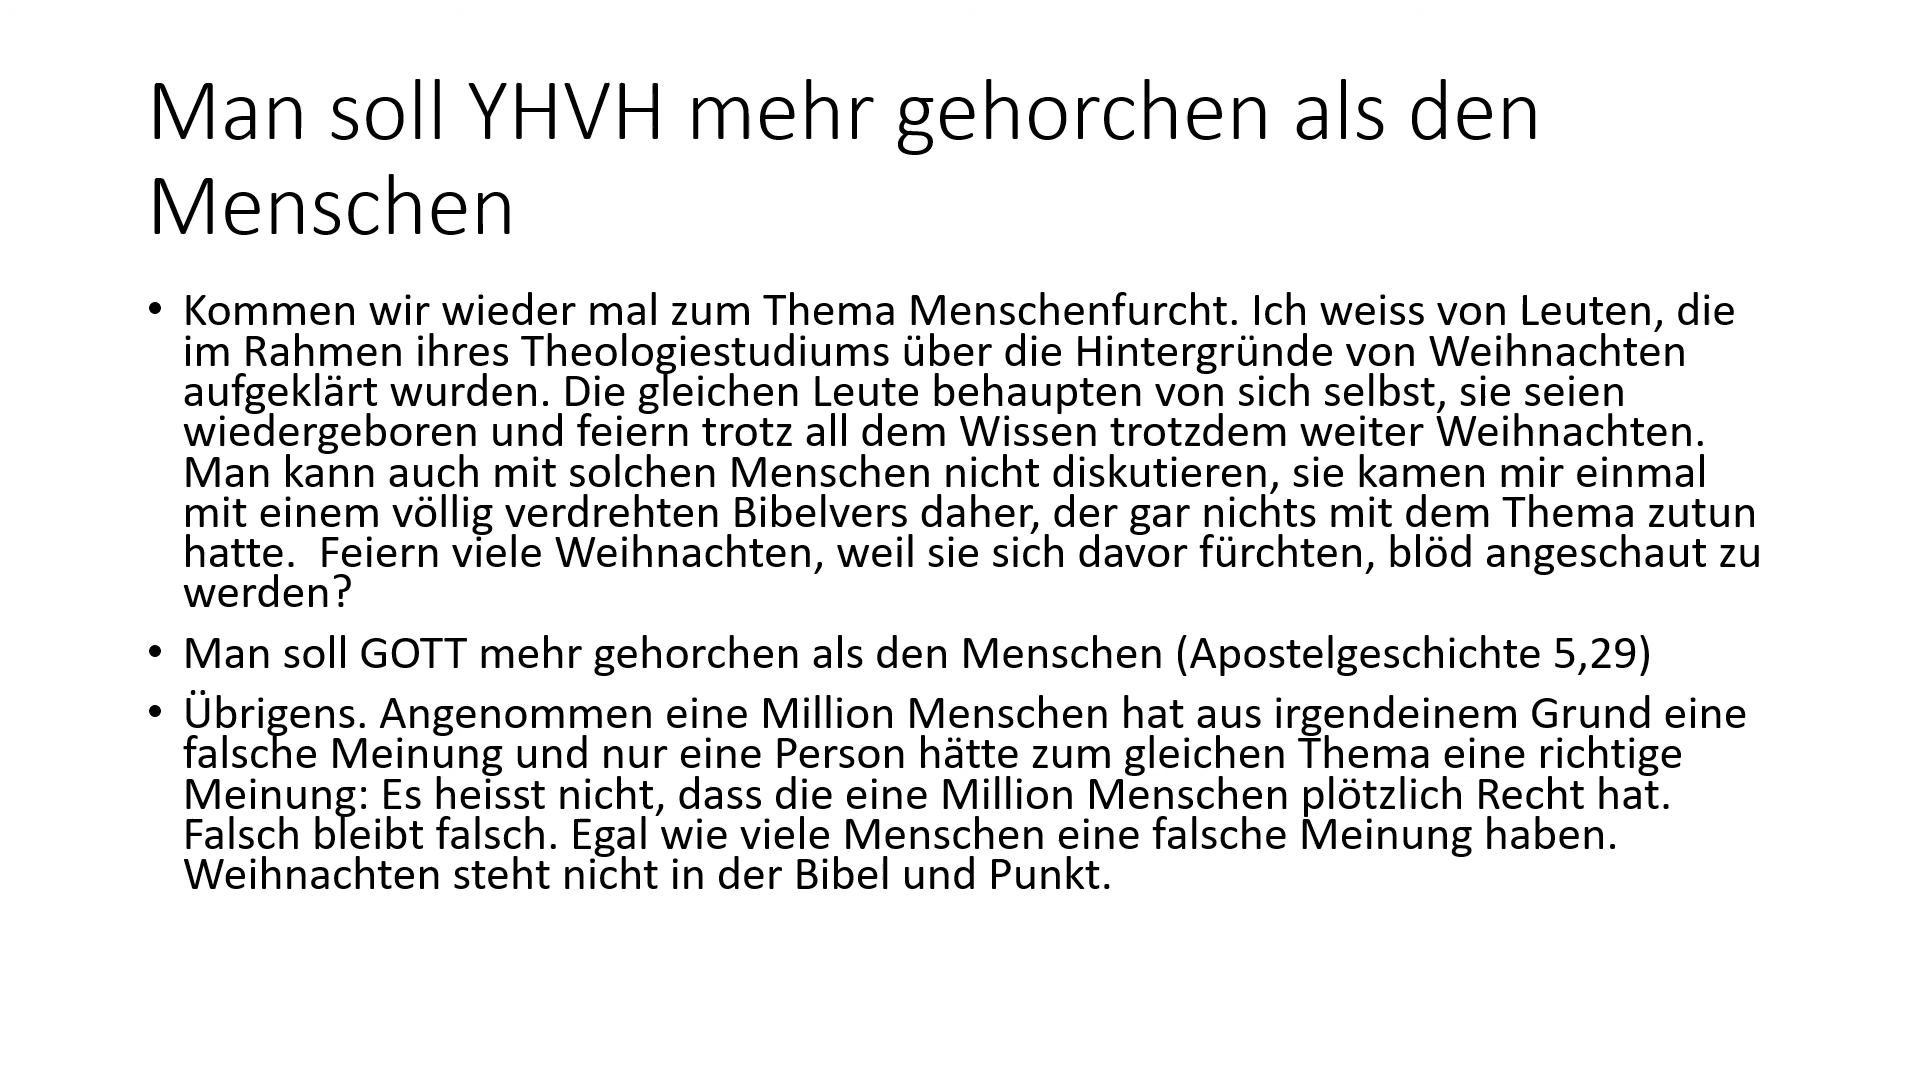 Man soll YHVH mehr gehorchen als den
Menschen
• Kommen wir wieder mal zum Thema Menschenfurcht. Ich weiss von Leuten, die
im Rahmen ihres Theologiestudiums über die Hintergründe von Weihnachten
aufgeklärt wurden. Die gleichen Leute behaupten von sich selbst, sie seien
wiedergeboren und feiern trotz all dem Wissen trotzdem weiter Weihnachten.
Man kann auch mit solchen Menschen nicht diskutieren, sie kamen mir einmal
mit einem völlig verdrehten Bibelvers daher, der gar nichts mit dem Thema zutun
hatte.  Feiern viele Weihnachten, weil sie sich davor fürchten, blöd angeschaut zu
werden?
• Man soll GOTT mehr gehorchen als den Menschen (Apostelgeschichte 5,29)
• Übrigens. Angenommen eine Million Menschen hat aus irgendeinem Grund eine
falsche Meinung und nur eine Person hätte zum gleichen Thema eine richtige
Meinung: Es heisst nicht, dass die eine Million Menschen plötzlich Recht hat.
Falsch bleibt falsch. Egal wie viele Menschen eine falsche Meinung haben.
Weihnachten steht nicht in der Bibel und Punkt.